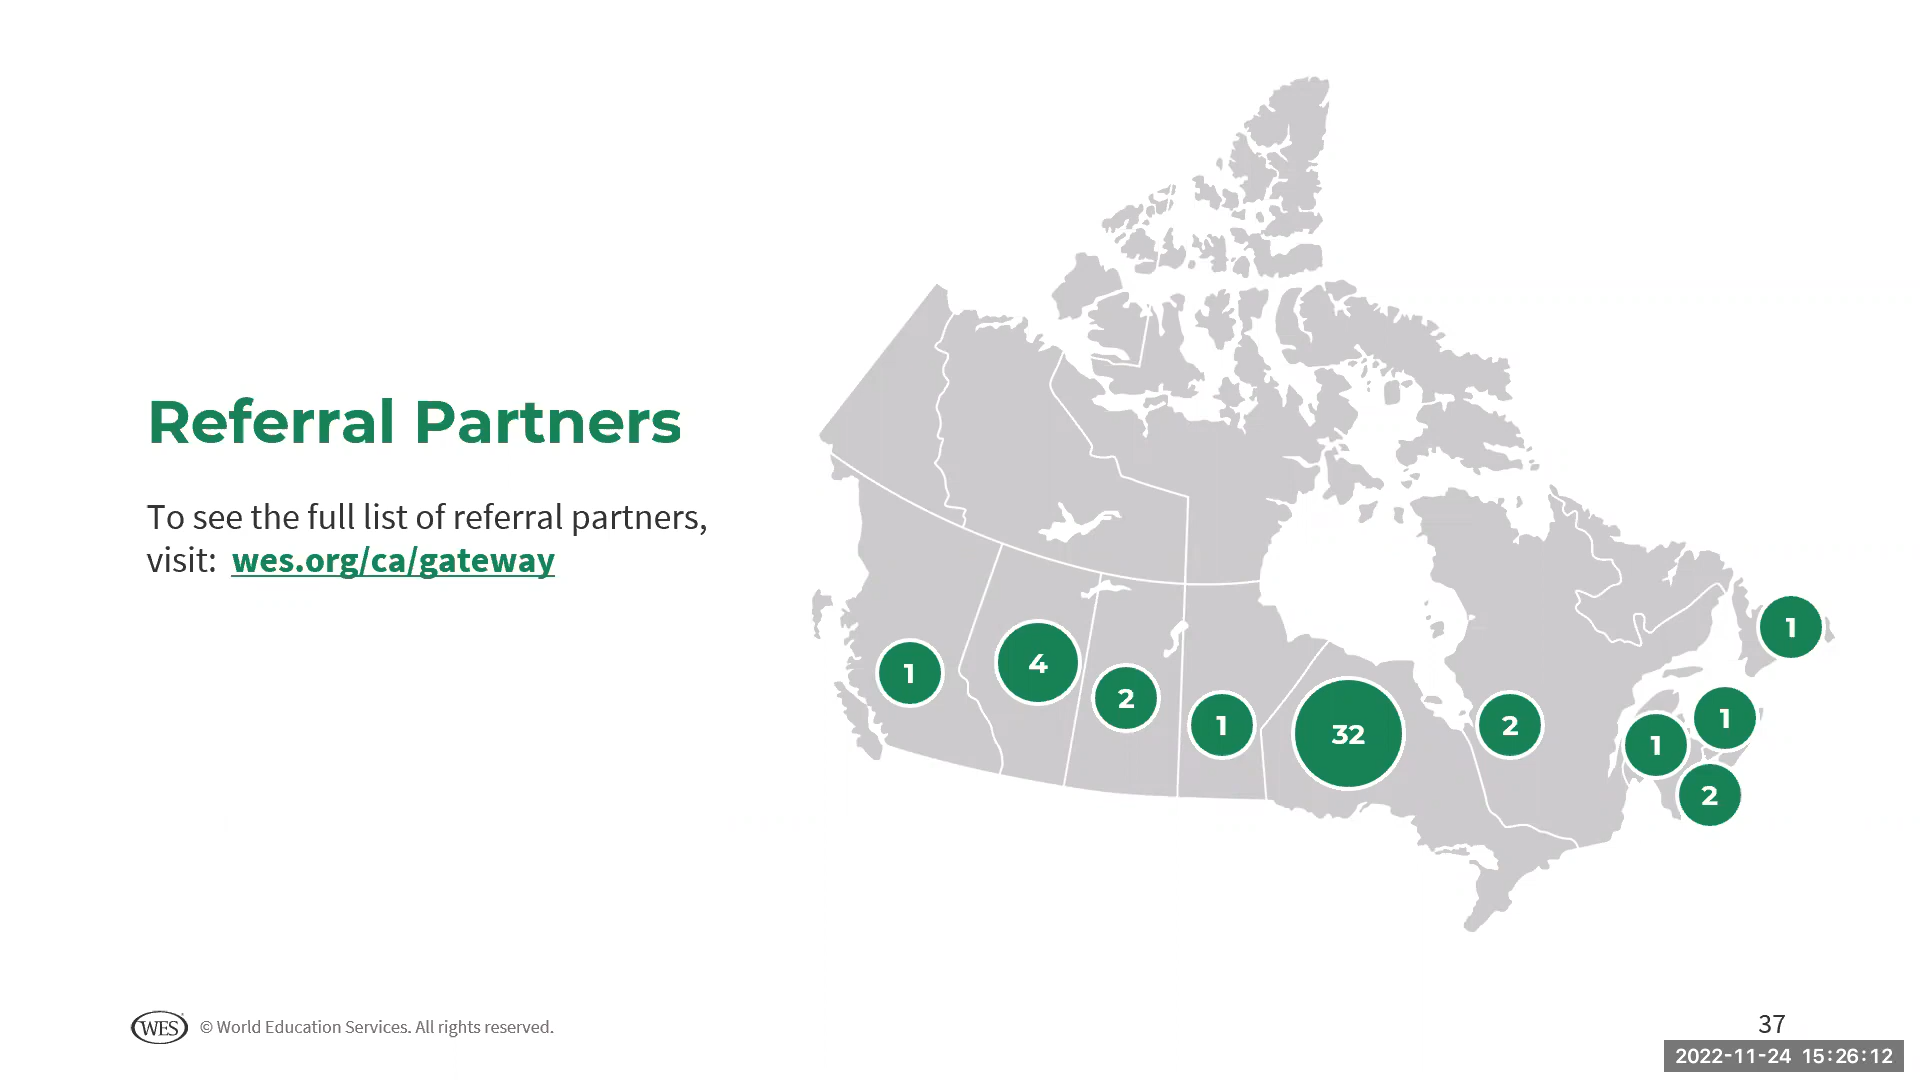 Referral Partners
To see the full list of referral partners,
visit: wes.org/ca/gateway
1
4
2
1
32
2
1
1
1
2
WES
© World Education Services. All rights reserved.
37
2022-11-24 15:26:12